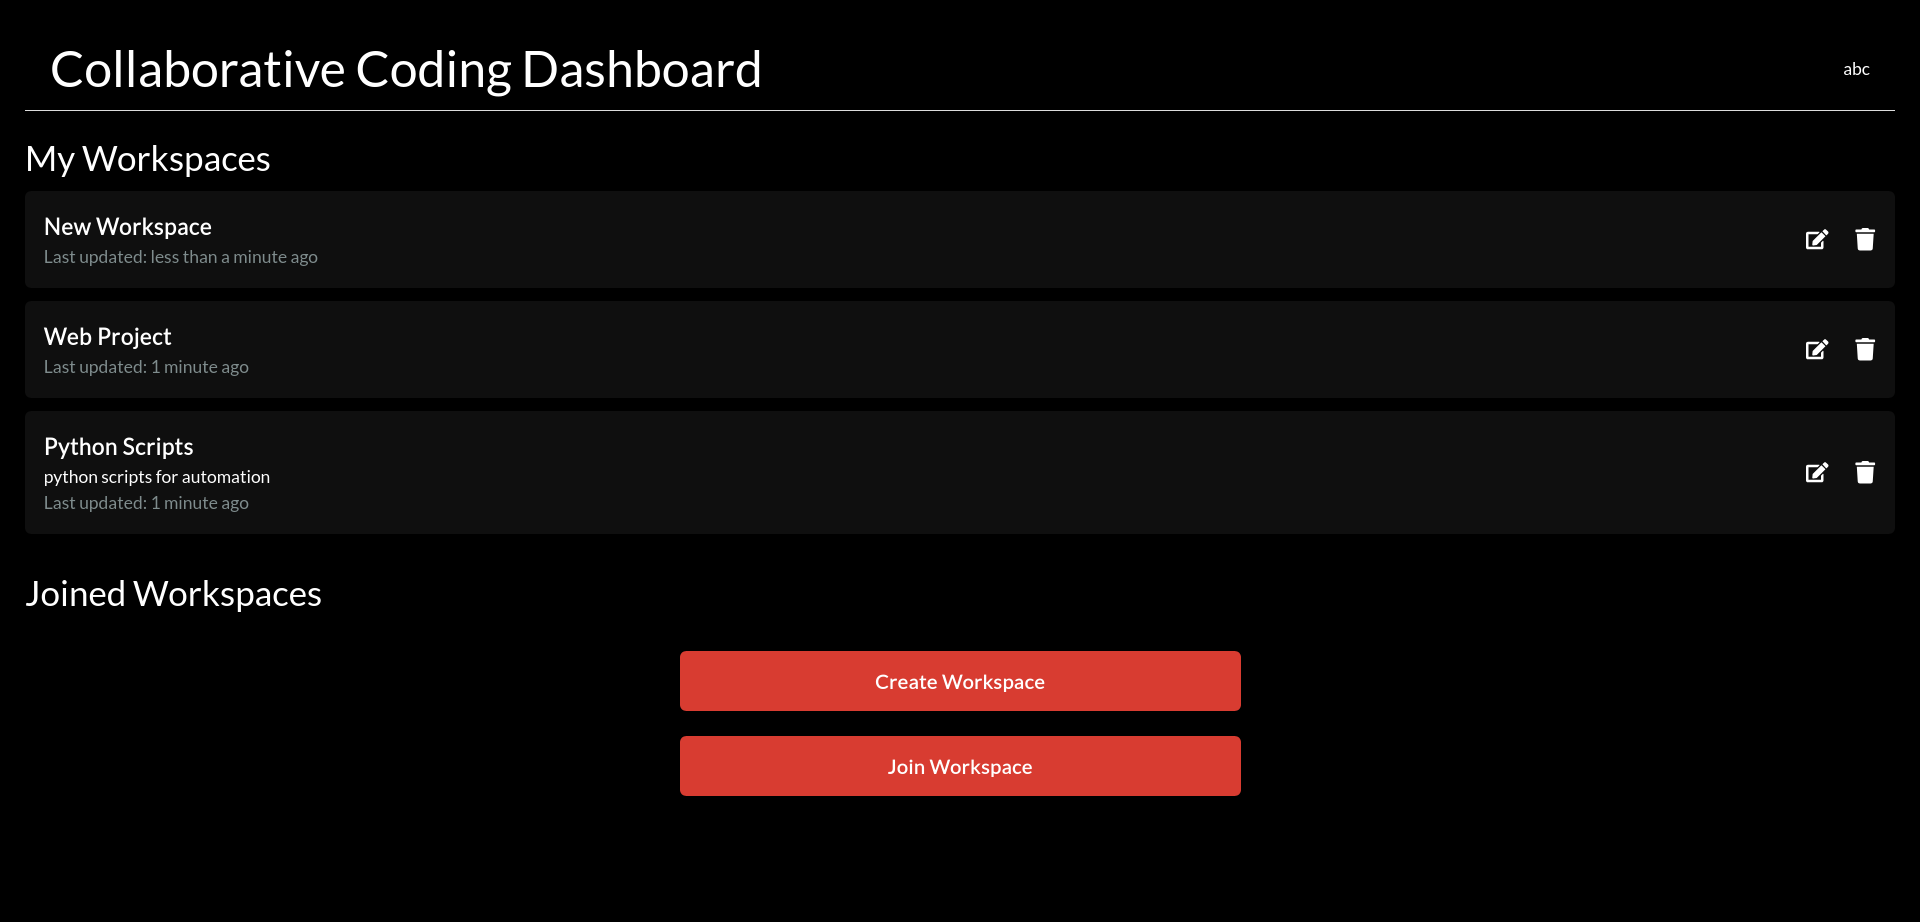 Collaborative Coding Dashboard
abc
My Workspaces
New Workspace
Last updated: less than a minute ago
Web Project
Last updated: 1 minute ago
Python Scripts
python scripts for automation
Last updated: 1 minute ago
Joined Workspaces
Create Workspace
Join Workspace